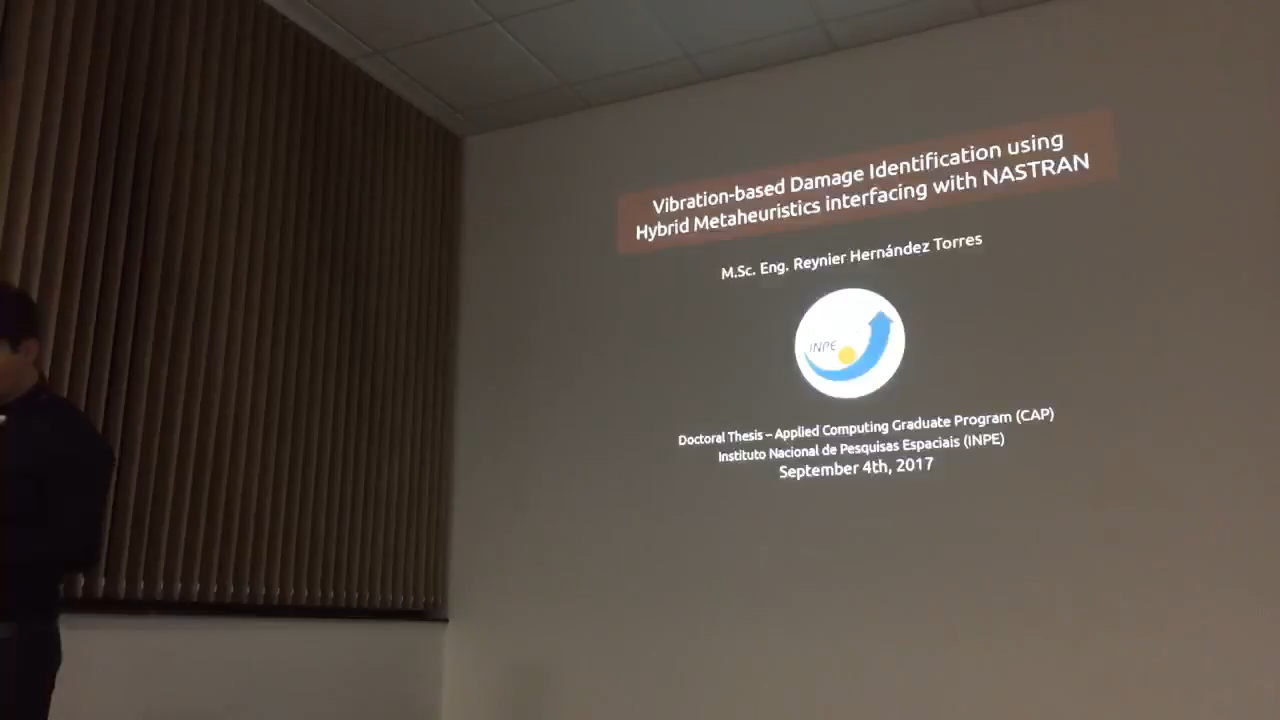 Vibration-based Damage Identification using
Hybrid Metaheuristics interfacing with NASTRAN
M.Sc. Eng. Reynier Hernández Torres
INPE
Doctoral Thesis – Applied Computing Graduate Program (CAP)
Instituto Nacional de Pesquisas Espaciais (INPE)
September 4th, 2017